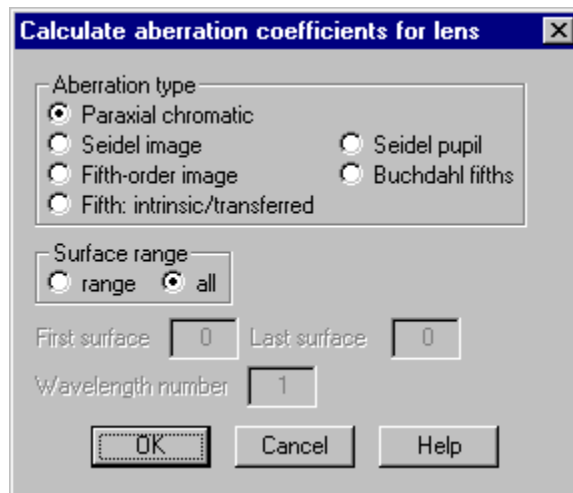 Calculate aberration coefficients for lens
Aberration type
Paraxial chromatic
Seidel image Seidel pupil
Fifth-order image Buchdahl fifths
Fifth: intrinsic/transferred
Surface range
range all
First surface 0 Last surface 0
Wavelength number 1
OK Cancel Help